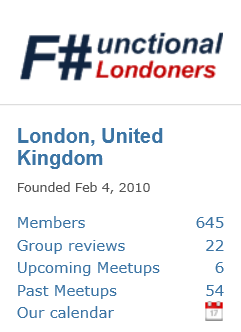 F# unctional
Londoners
London, United
Kingdom
Founded Feb 4, 2010
Members 645
Group reviews 22
Upcoming Meetups 6
Past Meetups 54
Our calendar 17